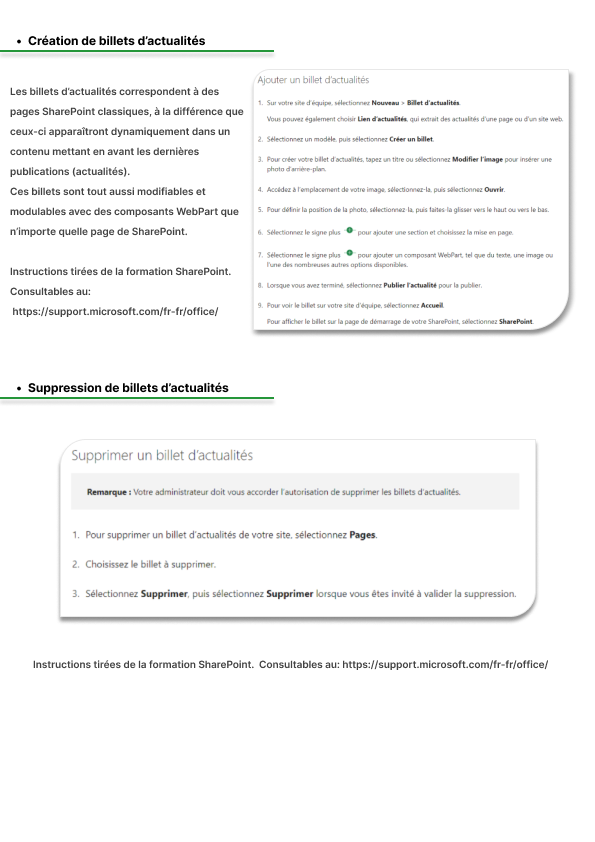 • Création de billets d'actualités
Les billets d'actualités correspondent à des
pages SharePoint classiques, à la différence que
ceux-ci apparaîtront dynamiquement dans un
contenu mettant en avant les dernières
publications (actualités).
Ces billets sont tout aussi modifiables et
modulables avec des composants WebPart que
n'importe quelle page de SharePoint.
Instructions tirées de la formation SharePoint.
Consultables au:
https://support.microsoft.com/fr-fr/office/
Ajouter un billet d'actualités
1. Sur votre site d'équipe, sélectionnez Nouveau > Billet d'actualités.
Vous pouvez également choisir Lien d'actualités, qui extrait des actualités d'une page ou d'un site web.
2. Sélectionnez un modèle, puis sélectionnez Créer un billet.
3. Pour créer votre billet d'actualités, tapez un titre ou sélectionnez Modifier l'image pour insérer une
photo d'arrière-plan.
4. Accédez à l'emplacement de votre image, sélectionnez-la, puis sélectionnez Ouvrir.
5. Pour définir la position de la photo, sélectionnez-la, puis faites-la glisser vers le haut ou vers le bas.
6. Sélectionnez le signe plus pour ajouter une section et choisissez la mise en page.
7. Sélectionnez le signe plus pour ajouter un composant WebPart, tel que du texte, une image ou
l'une des nombreuses autres options disponibles.
8. Lorsque vous avez terminé, sélectionnez Publier l'actualité pour la publier.
9. Pour voir le billet sur votre site d'équipe, sélectionnez Accueil.
Pour afficher le billet sur la page de démarrage de votre SharePoint, sélectionnez SharePoint.
• Suppression de billets d'actualités
Supprimer un billet d'actualités
Remarque : Votre administrateur doit vous accorder l'autorisation de supprimer les billets d'actualités.
1. Pour supprimer un billet d'actualités de votre site, sélectionnez Pages.
2. Choisissez le billet à supprimer.
3. Sélectionnez Supprimer, puis sélectionnez Supprimer lorsque vous êtes invité à valider la suppression.
Instructions tirées de la formation SharePoint. Consultables au: https://support.microsoft.com/fr-fr/office/